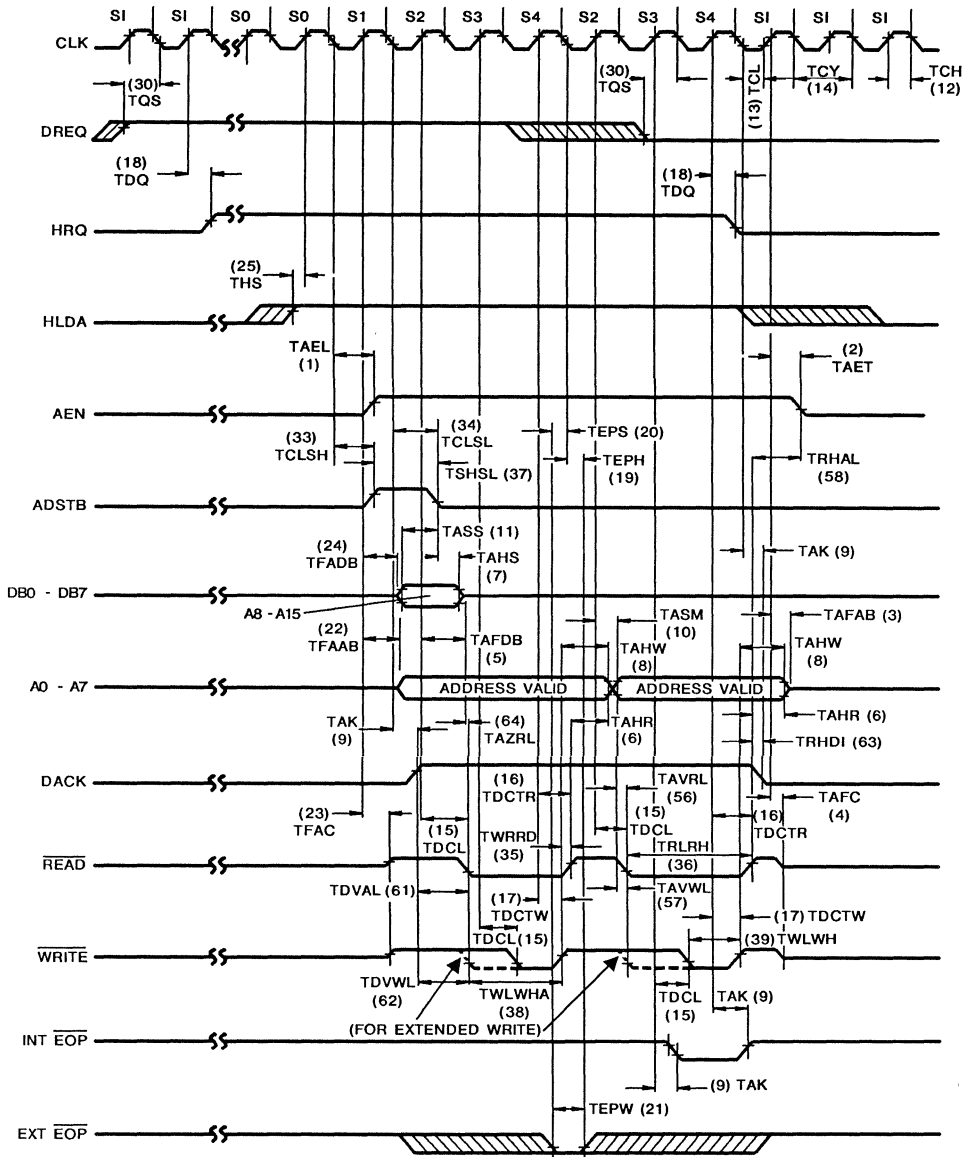 SI SI S0 S0 S1 S2 S3 S4 S2 S3 S4 SI SI SI
CLK
(30)
TQS
(30)
TQS
(13) TCL
TCY
(14)
TCH
(12)
DREQ
(18)
TDQ
(18)
TDQ
HRQ
(25)
THS
HLDA
TAEL
(1)
(2)
TAET
AEN
(33)
TCLSH
(34)
TCLSL
TSHSL (37)
TEPS (20)
TEPH
(19)
TRHAL
(58)
ADSTB
TASS (11)
(24)
TFADB
TAHS
(7)
TAK (9)
DB0 - DB7
A8 - A15
(22)
TFAAB
TAFDB
(5)
TASM
(10)
TAHW
(8)
TAFAB (3)
TAHW
(8)
A0 - A7
ADDRESS VALID
ADDRESS VALID
TAK
(9)
(64)
TAZRL
TAHR
(6)
TAHR (6)
TRHDI (63)
DACK
(16)
TDCTR
TAVRL
(56)
TAFC
(4)
(23)
TFAC
(15)
TDCL
TWRRD
(35)
(15)
TDCL
TRLRH
(36)
(16)
TDCTR
READ
TDVAL (61)
(17)
TDCTW
TAVWL
(57)
(17) TDCTW
TDCL (15)
(39) TWLWH
WRITE
TDVWL
(62)
TWLWHA
(38)
(FOR EXTENDED WRITE)
TDCL
(15)
TAK (9)
INT EOP
(9) TAK
TEPW (21)
EXT EOP